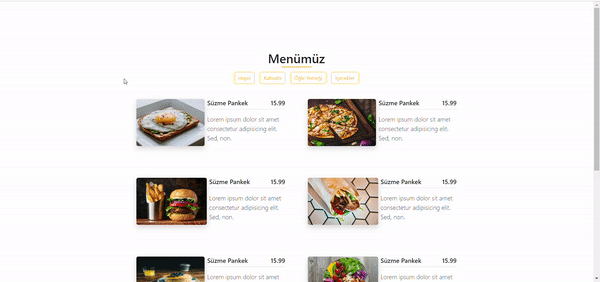 Menümüz
Hepsi
Kahvaltı
Öğle Yemeği
İçecekler
Süzme Pankek 15.99
Lorem ipsum dolor sit amet
consectetur adipisicing elit.
Sed, non.
Süzme Pankek 15.99
Lorem ipsum dolor sit amet
consectetur adipisicing elit.
Sed, non.
Süzme Pankek 15.99
Lorem ipsum dolor sit amet
consectetur adipisicing elit.
Sed, non.
Süzme Pankek 15.99
Lorem ipsum dolor sit amet
consectetur adipisicing elit.
Sed, non.
Süzme Pankek 15.99
Lorem ipsum dolor sit amet
Süzme Pankek 15.99
Lorem ipsum dolor sit amet